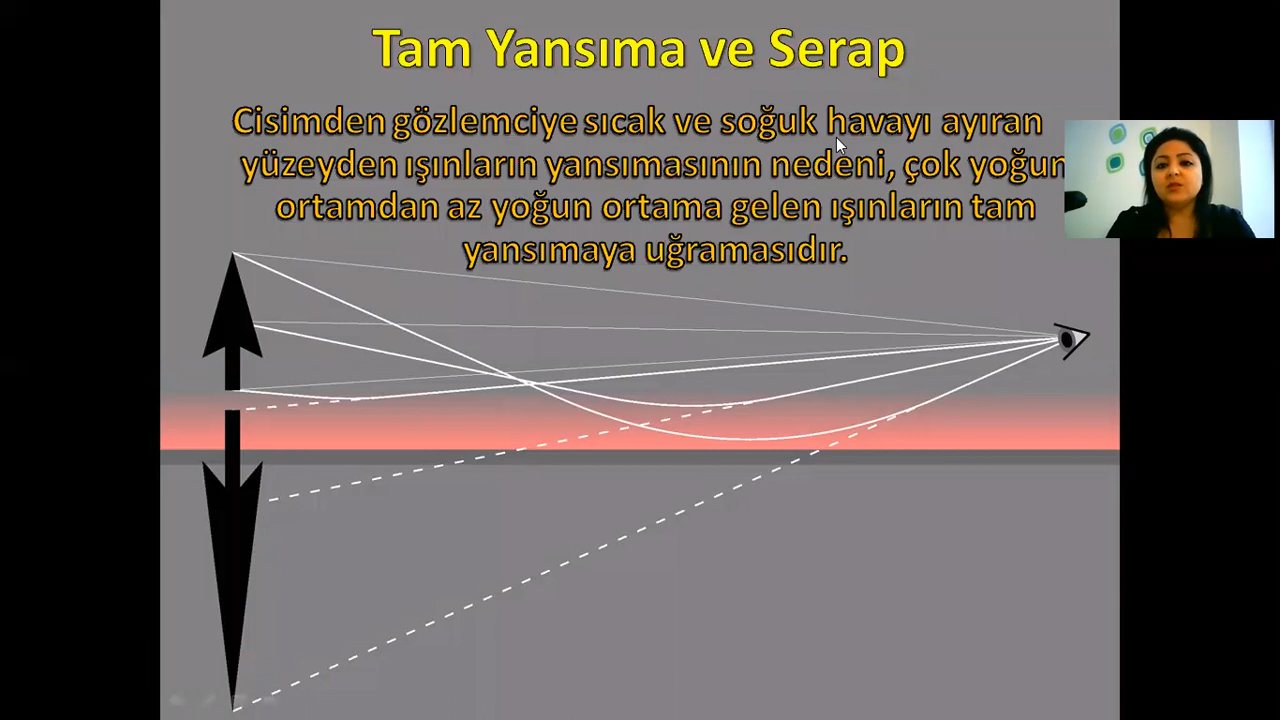 Tam Yansıma ve Serap
Cisimden gözlemciye sıcak ve soğuk havayı ayıran
yüzeyden ışınların yansımasının nedeni, çok yoğun
ortamdan az yoğun ortama gelen ışınların tam
yansımaya uğramasıdır.